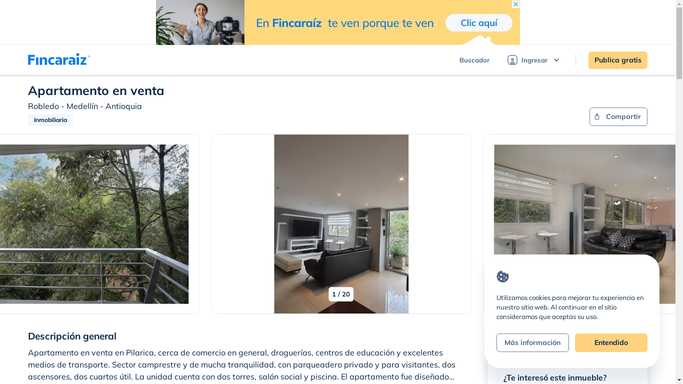 En Fincaraíz te ven porque te ven
Clic aquí
Fincaraiz
Buscador
Ingresar
Publica gratis
Apartamento en venta
Robledo - Medellín - Antioquia
Inmobiliaria
Compartir
1 / 20
Utilizamos cookies para mejorar tu experiencia en
nuestro sitio web. Al continuar en el sitio
consideramos que aceptas su uso.
Más información
Entendido
Descripción general
Apartamento en venta en Pilarica, cerca de comercio en general, droguerías, centros de educación y excelentes
medios de transporte. Sector camprestre y de mucha tranquilidad, con parqueadero privado y para visitantes, dos
ascensores, dos cuartos útil. La unidad cuenta con dos torres, salón social y piscina. El apartamento fue diseñado...
¿Te interesó este inmueble?